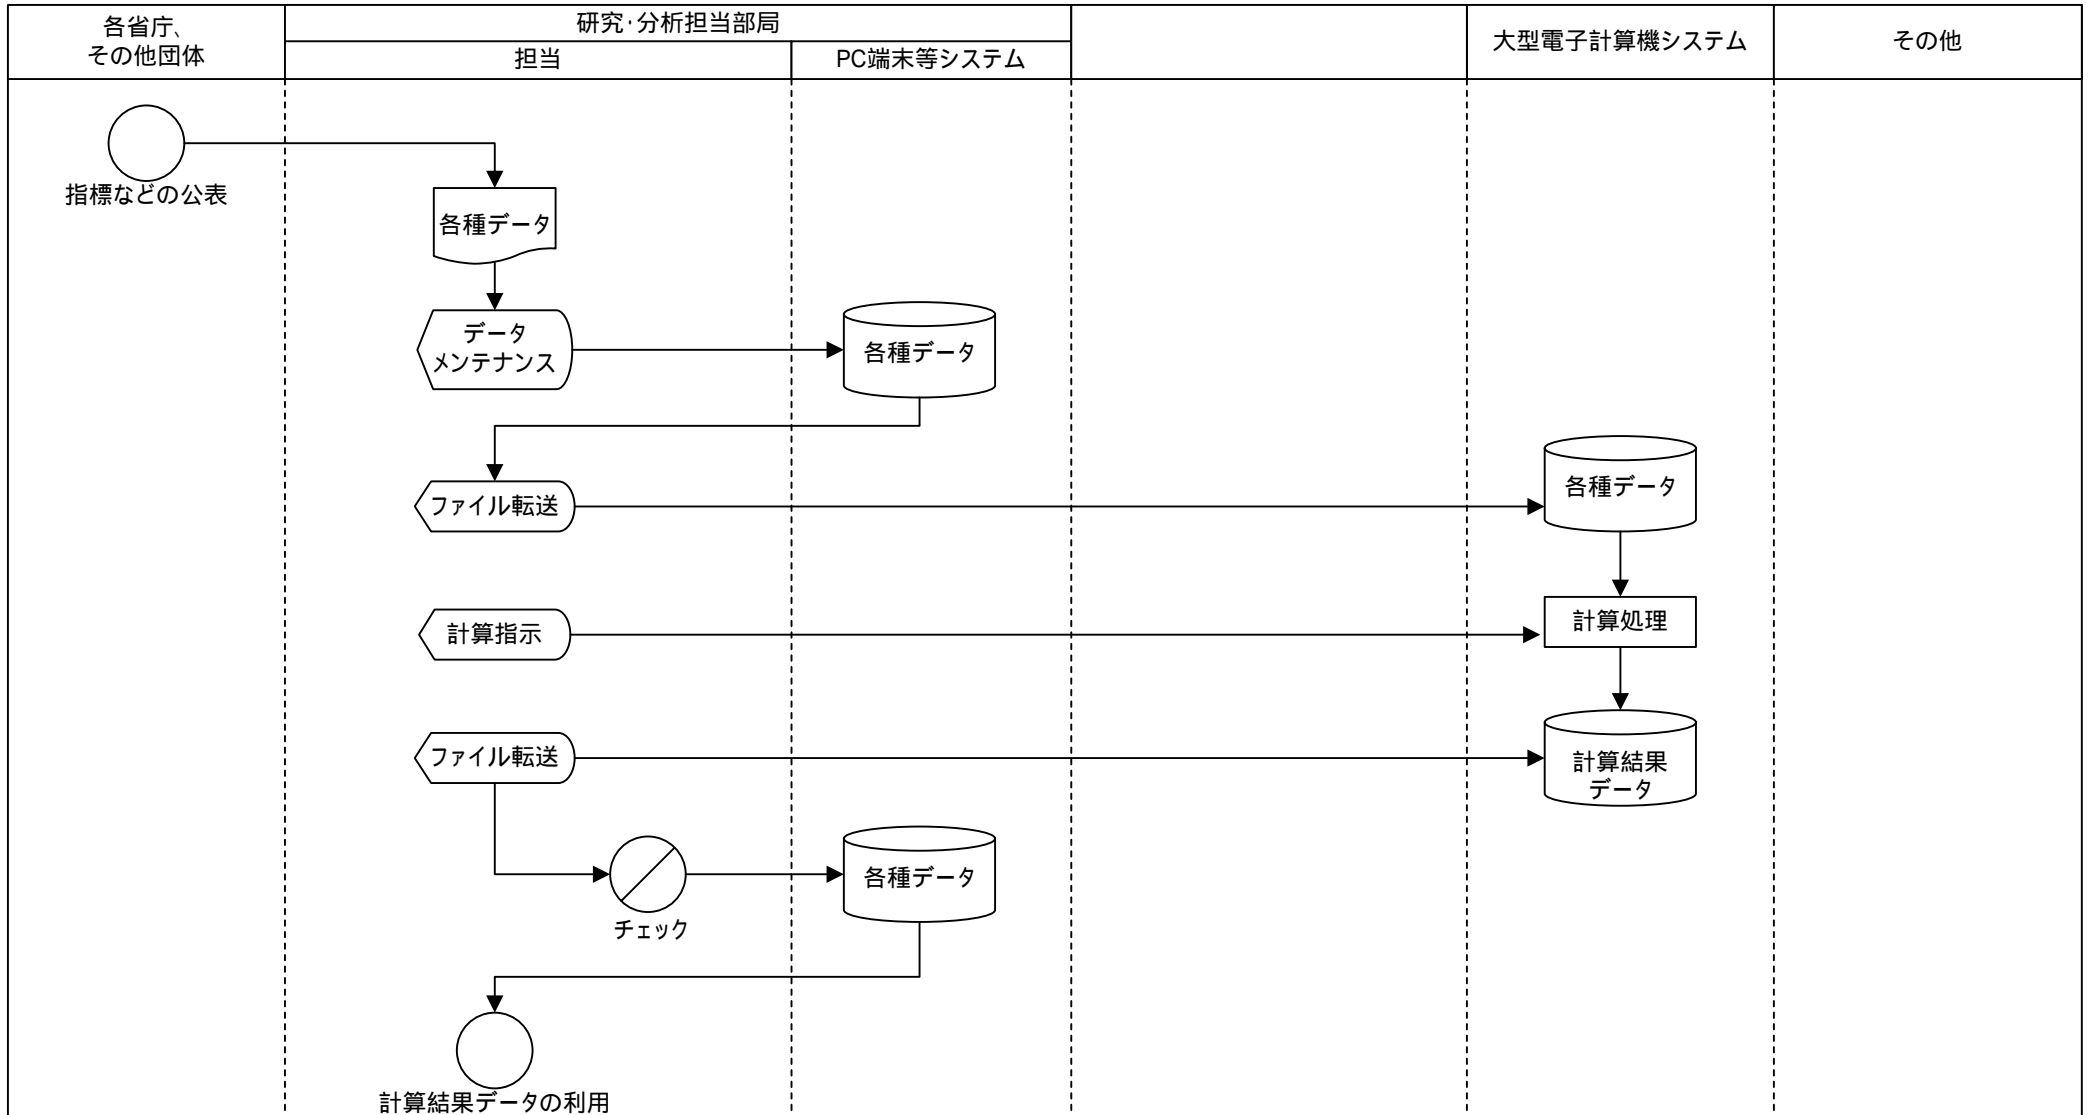 各省庁、
その他団体
研究・分析担当部局
担当
PC端末等システム
大型電子計算機システム
その他
指標などの公表
各種データ
データ
メンテナンス
各種データ
ファイル転送
各種データ
計算指示
計算処理
ファイル転送
計算結果
データ
チェック
各種データ
計算結果データの利用